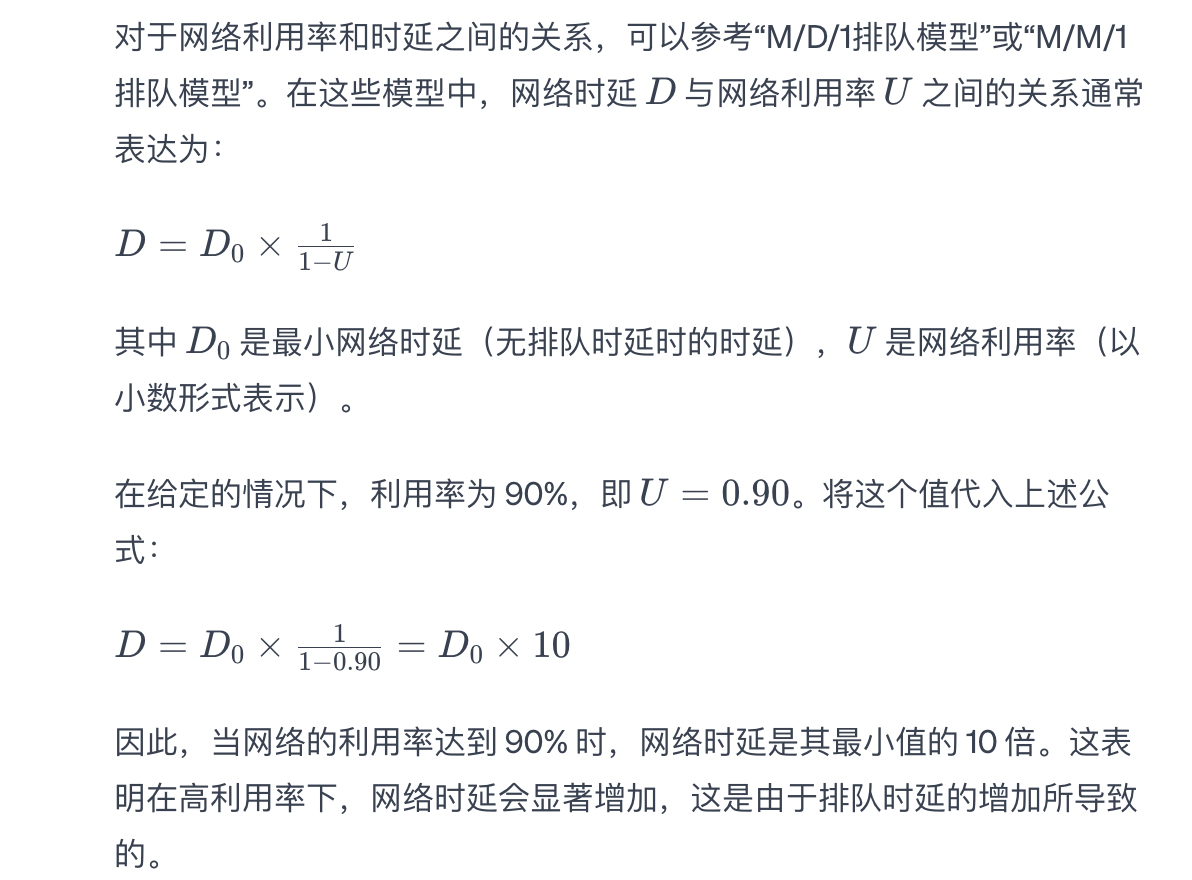 对于网络利用率和时延之间的关系，可以参考“M/D/1排队模型”或“M/M/1
排队模型”。在这些模型中，网络时延 D 与网络利用率 U 之间的关系通常
表达为：
D = D₀ × 1/(1−U)
其中 D₀ 是最小网络时延（无排队时延时的时延），U 是网络利用率（以
小数形式表示）。
在给定的情况下，利用率为 90%，即 U = 0.90。将这个值代入上述公
式：
D = D₀ × 1/(1−0.90) = D₀ × 10
因此，当网络的利用率达到 90% 时，网络时延是其最小值的 10 倍。这表
明在高利用率下，网络时延会显著增加，这是由于排队时延的增加所导致
的。